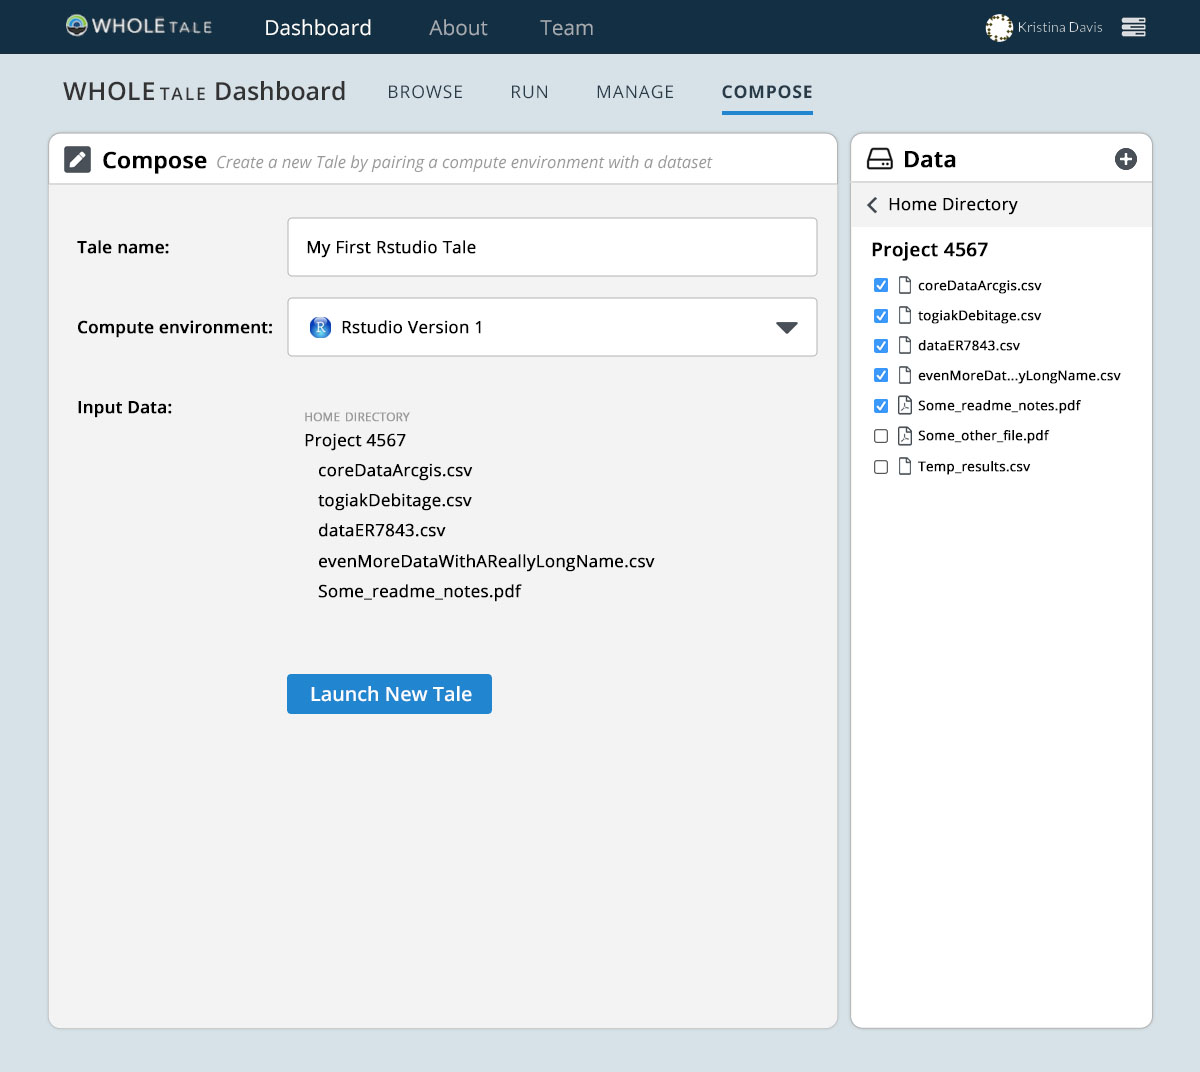 WHOLE TALE Dashboard About Team Kristina Davis
WHOLE TALE Dashboard BROWSE RUN MANAGE COMPOSE
Compose Create a new Tale by pairing a compute environment with a dataset
Tale name: My First Rstudio Tale
Compute environment: R Rstudio Version 1
Input Data:
HOME DIRECTORY
Project 4567
coreDataArcgis.csv
togiakDebitage.csv
dataER7843.csv
evenMoreDataWithAReallyLongName.csv
Some_readme_notes.pdf
Launch New Tale
Data
Home Directory
Project 4567
coreDataArcgis.csv
togiakDebitage.csv
dataER7843.csv
evenMoreDat...yLongName.csv
Some_readme_notes.pdf
Some_other_file.pdf
Temp_results.csv